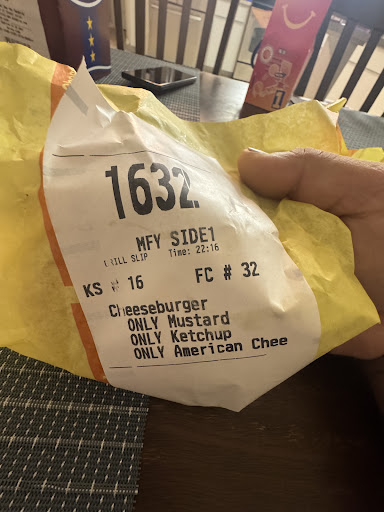 1632
MFY SIDE1
RILL SLIP Time: 22:16
KS # 16 FC # 32
Cheeseburger
ONLY Mustard
ONLY Ketchup
ONLY American Chee